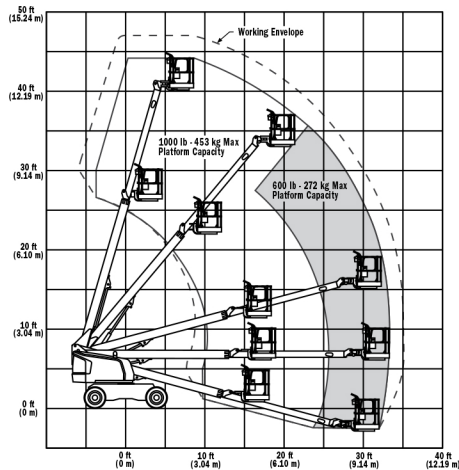 50 ft
(15.24 m)
Working Envelope
40 ft
(12.19 m)
1000 lb - 453 kg Max
Platform Capacity
30 ft
(9.14 m)
600 lb - 272 kg Max
Platform Capacity
20 ft
(6.10 m)
10 ft
(3.04 m)
0 ft
(0 m)
0 ft
(0 m)
10 ft
(3.04 m)
20 ft
(6.10 m)
30 ft
(9.14 m)
40 ft
(12.19 m)